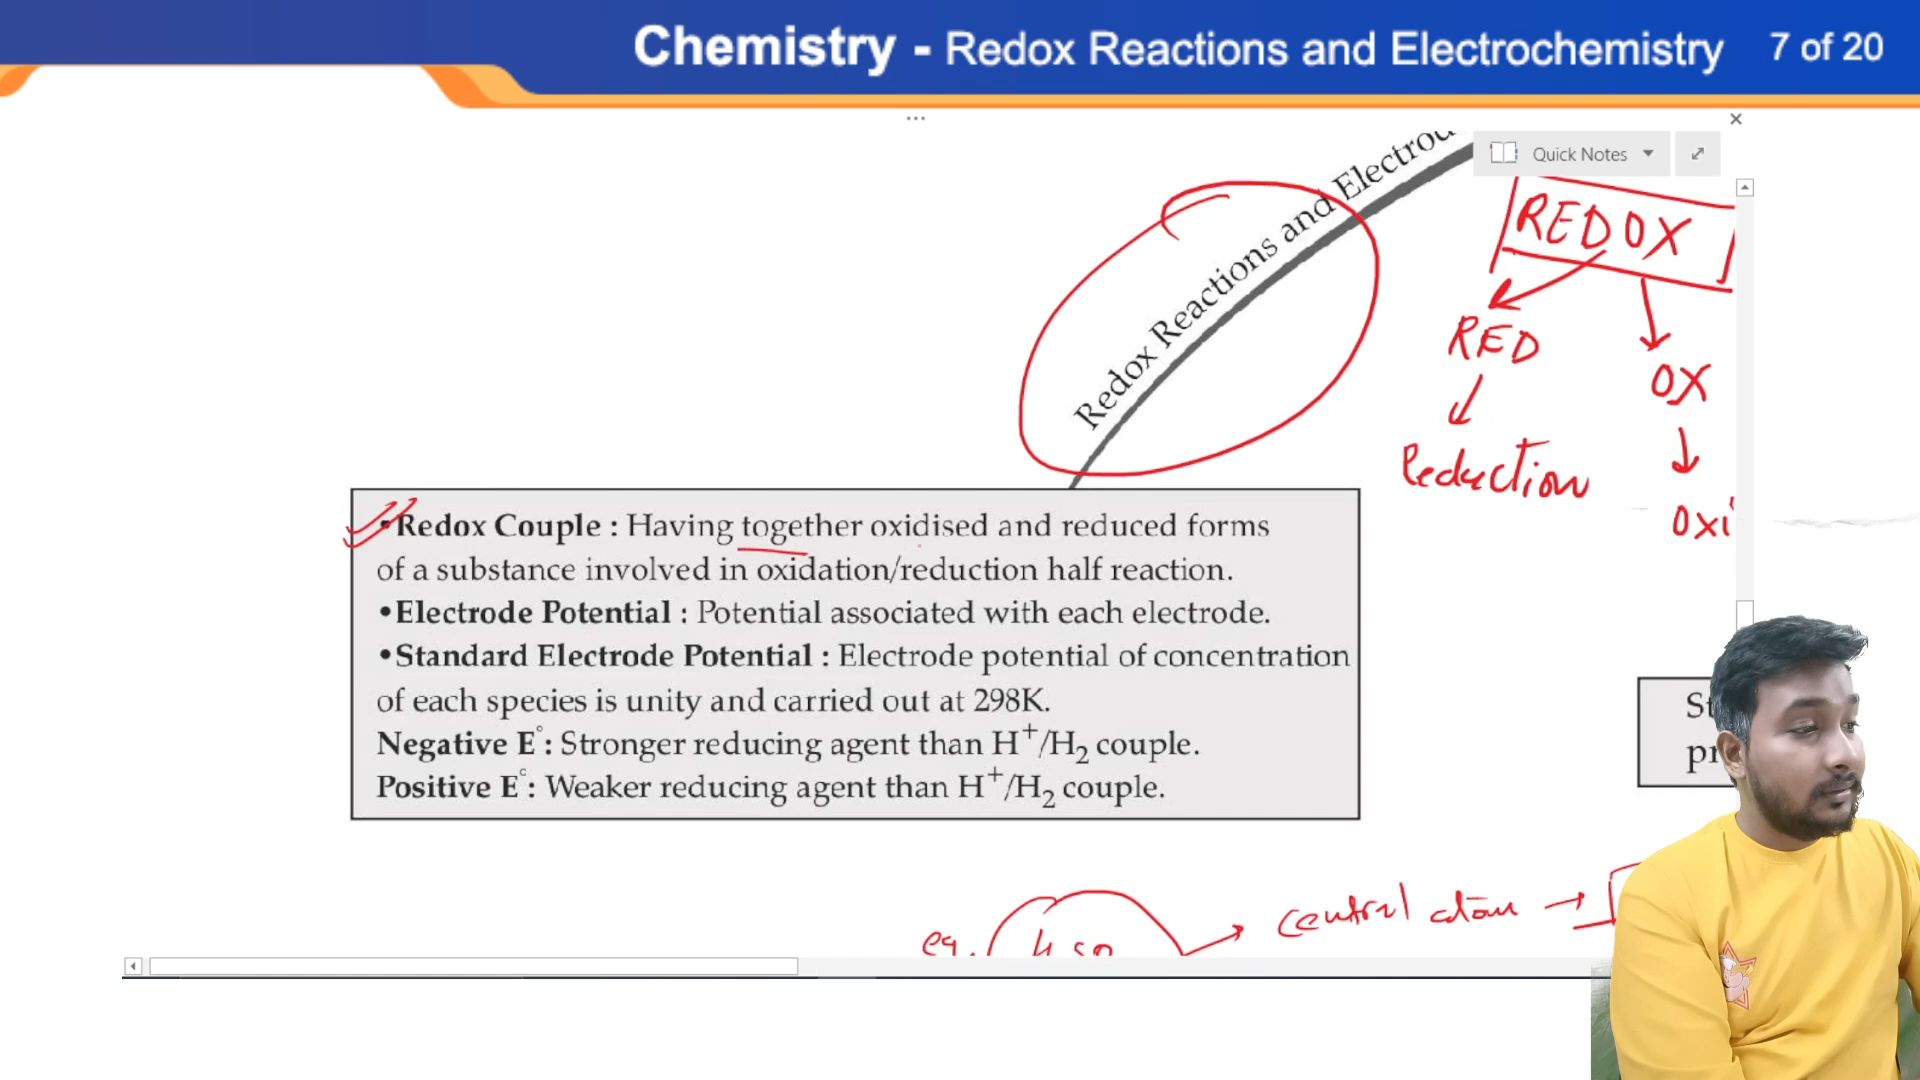 Chemistry - Redox Reactions and Electrochemistry 7 of 20
Quick Notes
Redox Reactions and
REDOX
RED
OX
Reduction
OXI
•Redox Couple : Having together oxidised and reduced forms
of a substance involved in oxidation/reduction half reaction.
•Electrode Potential : Potential associated with each electrode.
•Standard Electrode Potential : Electrode potential of concentration
of each species is unity and carried out at 298K.
Negative E°: Stronger reducing agent than H⁺/H₂ couple.
Positive E°: Weaker reducing agent than H⁺/H₂ couple.
central atom →
eg.